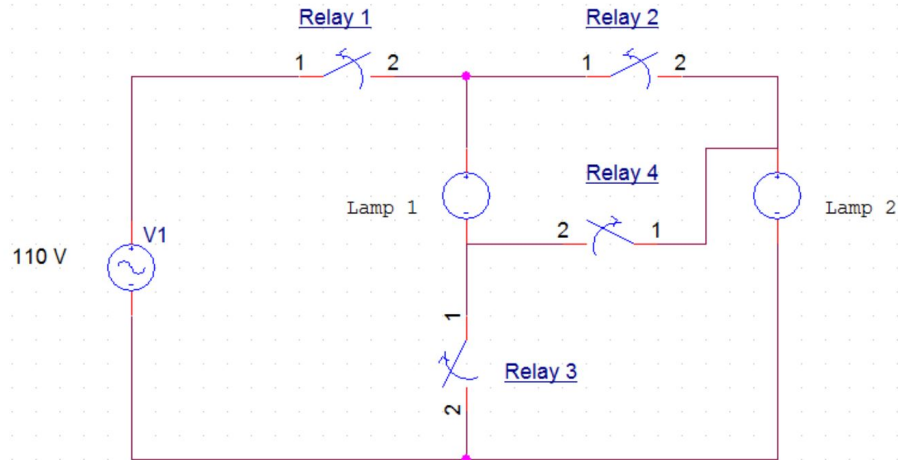 Relay 1
Relay 2
1 2
1 2
Relay 4
Lamp 1
Lamp 2
2 1
V1
110 V
1
Relay 3
2